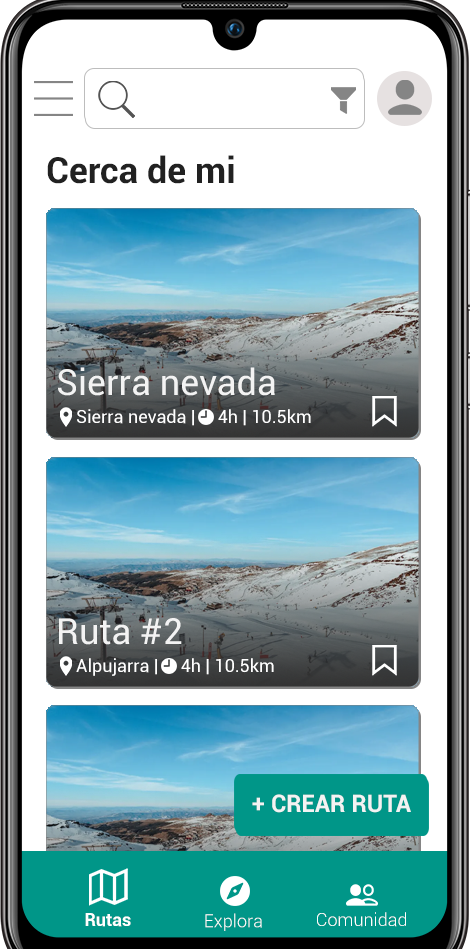 Cerca de mi
Sierra nevada
Sierra nevada | 4h | 10.5km
Ruta #2
Alpujarra | 4h | 10.5km
+ CREAR RUTA
Rutas
Explora
Comunidad